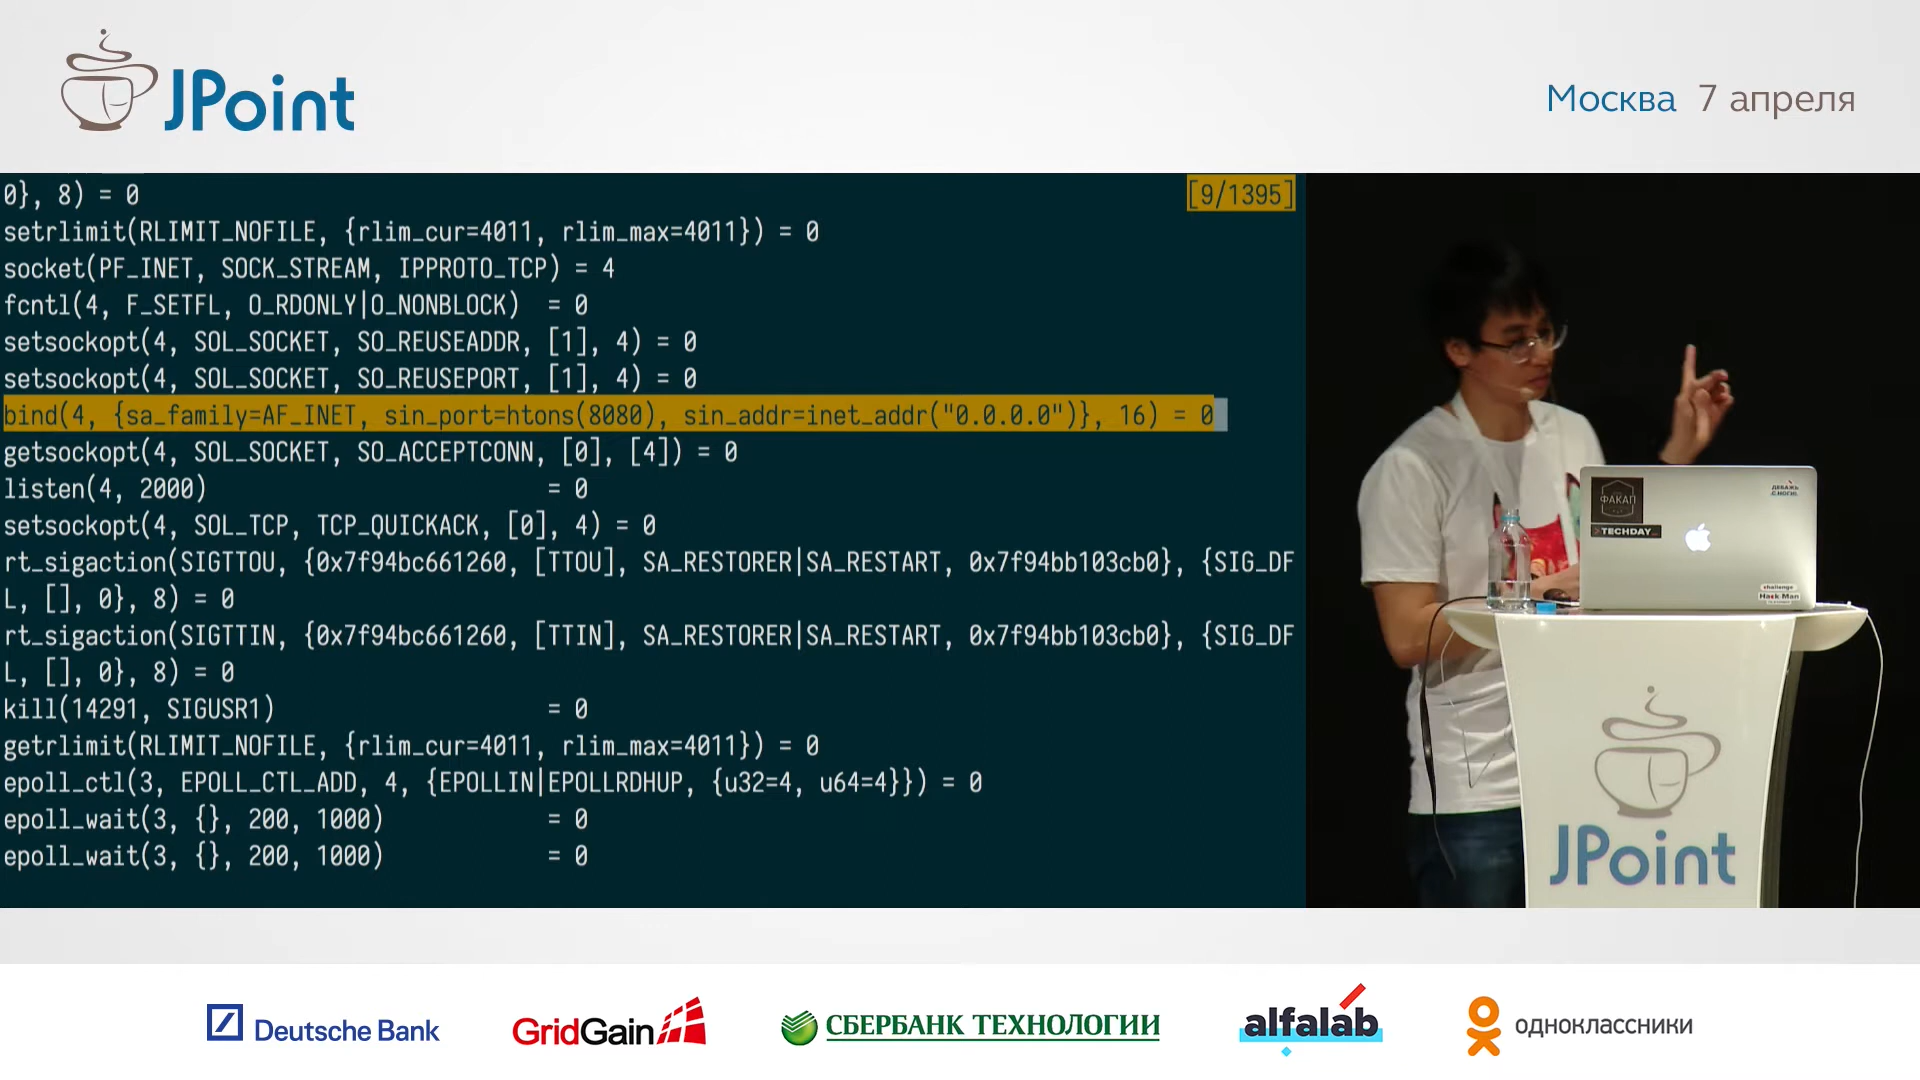 JPoint
Москва 7 апреля
0}, 8) = 0
[9/1395]
setrlimit(RLIMIT_NOFILE, {rlim_cur=4011, rlim_max=4011}) = 0
socket(PF_INET, SOCK_STREAM, IPPROTO_TCP) = 4
fcntl(4, F_SETFL, O_RDONLY|O_NONBLOCK)  = 0
setsockopt(4, SOL_SOCKET, SO_REUSEADDR, [1], 4) = 0
setsockopt(4, SOL_SOCKET, SO_REUSEPORT, [1], 4) = 0
bind(4, {sa_family=AF_INET, sin_port=htons(8080), sin_addr=inet_addr("0.0.0.0")}, 16) = 0
getsockopt(4, SOL_SOCKET, SO_ACCEPTCONN, [0], [4]) = 0
listen(4, 2000)                         = 0
setsockopt(4, SOL_TCP, TCP_QUICKACK, [0], 4) = 0
rt_sigaction(SIGTTOU, {0x7f94bc661260, [TTOU], SA_RESTORER|SA_RESTART, 0x7f94bb103cb0}, {SIG_DF
L, [], 0}, 8) = 0
rt_sigaction(SIGTTIN, {0x7f94bc661260, [TTIN], SA_RESTORER|SA_RESTART, 0x7f94bb103cb0}, {SIG_DF
L, [], 0}, 8) = 0
kill(14291, SIGUSR1)                    = 0
getrlimit(RLIMIT_NOFILE, {rlim_cur=4011, rlim_max=4011}) = 0
epoll_ctl(3, EPOLL_CTL_ADD, 4, {EPOLLIN|EPOLLRDHUP, {u32=4, u64=4}}) = 0
epoll_wait(3, {}, 200, 1000)            = 0
epoll_wait(3, {}, 200, 1000)            = 0
ФАКАП
>TECHDAY_
challenge
Hack Man
JPoint
Deutsche Bank
GridGain
СБЕРБАНК ТЕХНОЛОГИИ
alfalab
одноклассники